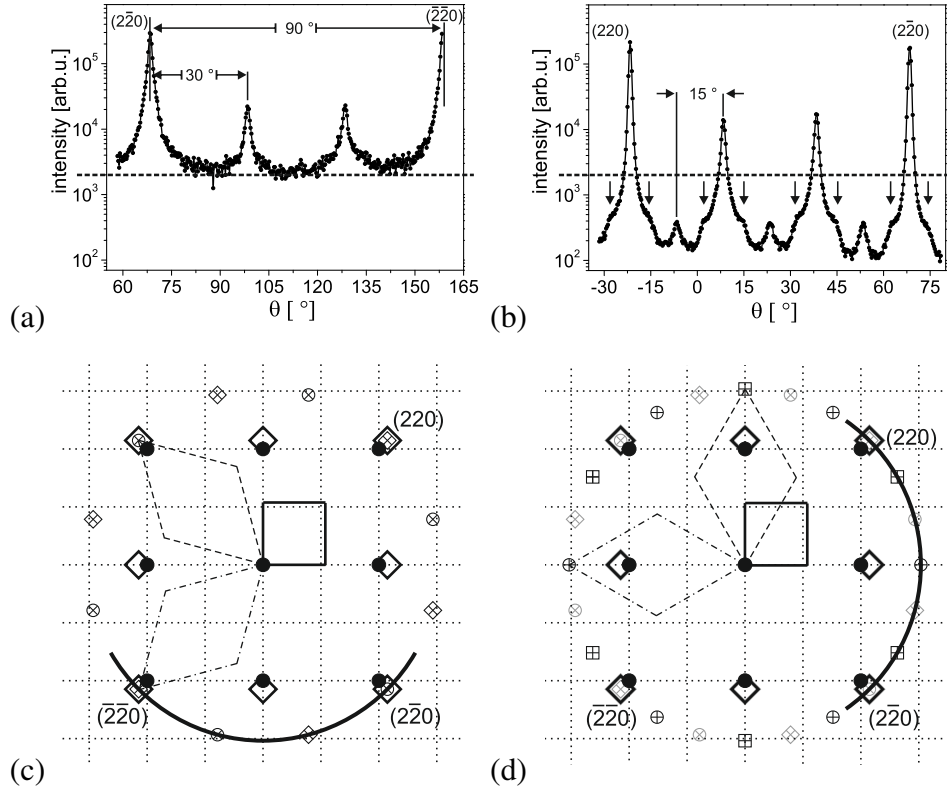 (22̄0)
(2̄2̄0)
90 °
30 °
intensity [arb.u.]
10⁵
10⁴
10³
10²
60 75 90 105 120 135 150 165
θ [ °]
(a)
(220)
(22̄0)
15 °
intensity [arb.u.]
10⁵
10⁴
10³
10²
-30 -15 0 15 30 45 60 75
θ [ °]
(b)
(220)
(2̄2̄0)
(22̄0)
(c)
(220)
(2̄2̄0)
(22̄0)
(d)